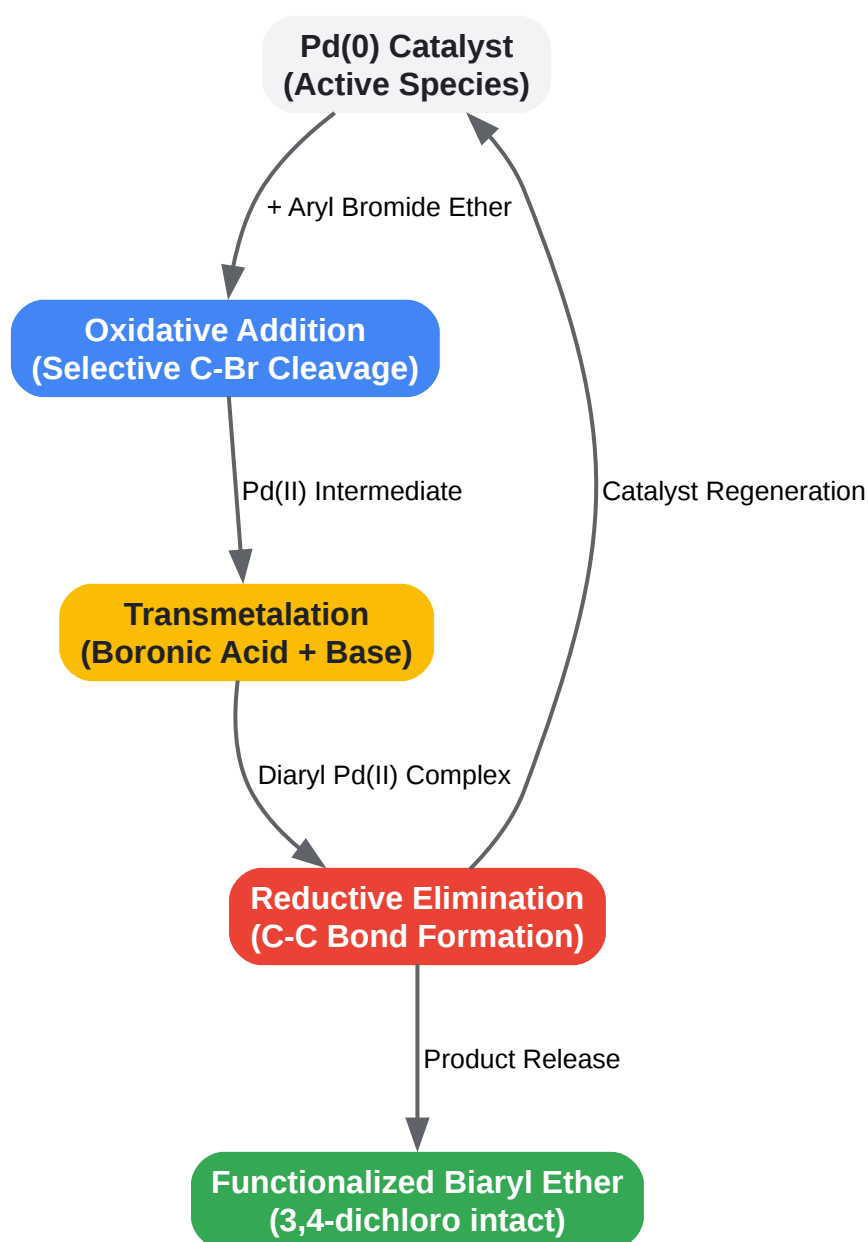 Pd(0) Catalyst
(Active Species)
+ Aryl Bromide Ether
Oxidative Addition
(Selective C-Br Cleavage)
Pd(II) Intermediate
Catalyst Regeneration
Transmetalation
(Boronic Acid + Base)
Diaryl Pd(II) Complex
Reductive Elimination
(C-C Bond Formation)
Product Release
Functionalized Biaryl Ether
(3,4-dichloro intact)